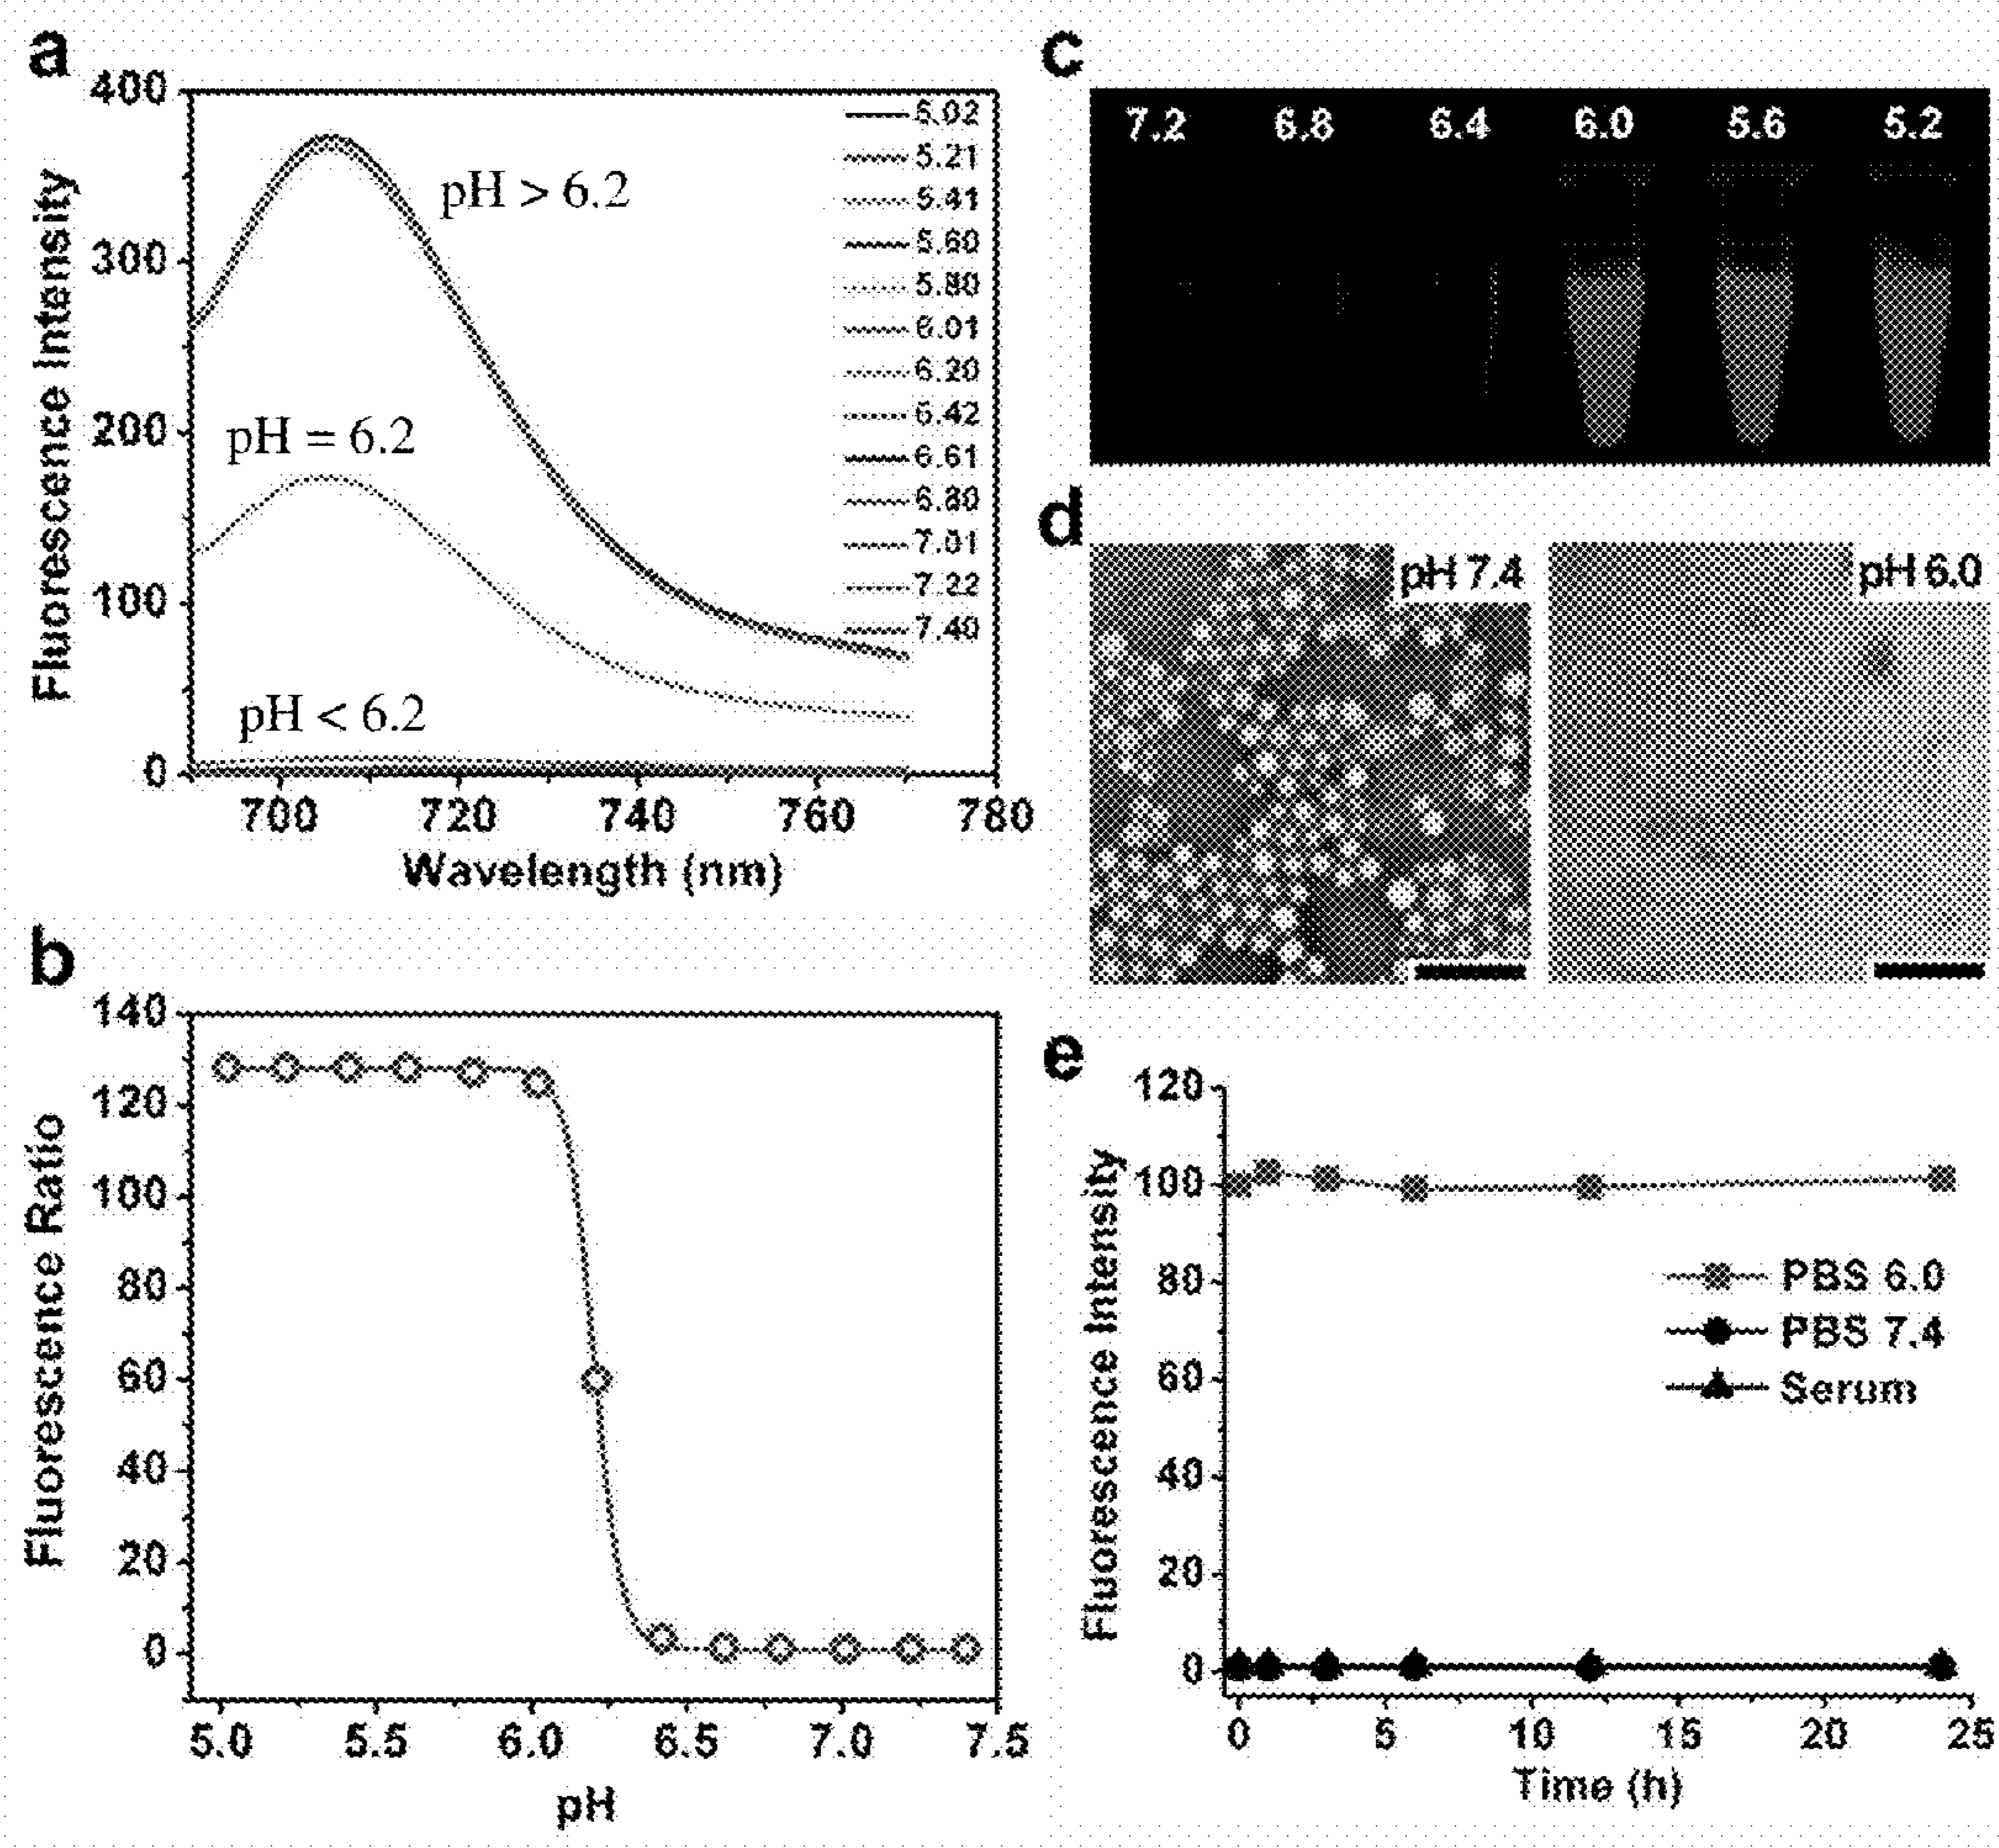 a
400
300
200
100
0
Fluorescence Intensity
pH > 6.2
pH = 6.2
pH < 6.2
5.02
5.21
5.41
5.60
5.80
6.01
6.20
6.42
6.61
6.80
7.01
7.22
7.40
700 720 740 760 780
Wavelength (nm)
b
140
120
100
80
60
40
20
0
Fluorescence Ratio
5.0 5.5 6.0 6.5 7.0 7.5
pH
c
7.2 6.8 6.4 6.0 5.6 5.2
d
pH 7.4
pH 6.0
e
120
100
80
60
40
20
0
Fluorescence Intensity
PBS 6.0
PBS 7.4
Serum
0 5 10 15 20 25
Time (h)